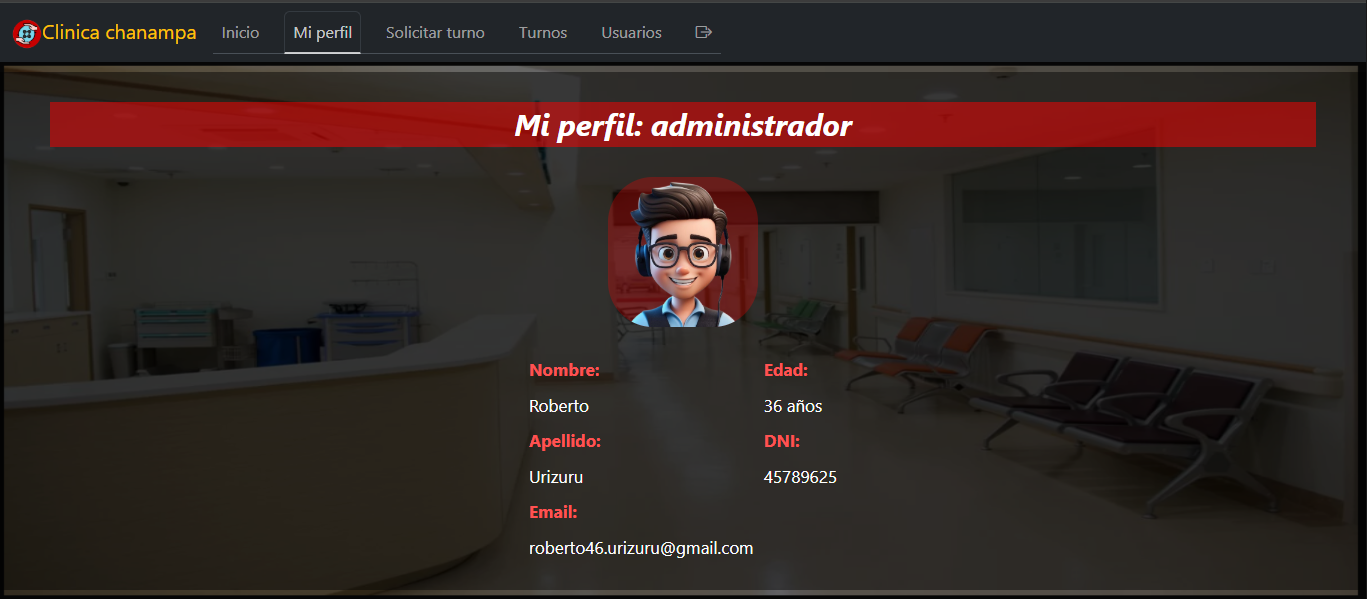 Clinica chanampa Inicio Mi perfil Solicitar turno Turnos Usuarios
Mi perfil: administrador
Nombre: Edad:
Roberto 36 años
Apellido: DNI:
Urizuru 45789625
Email:
roberto46.urizuru@gmail.com